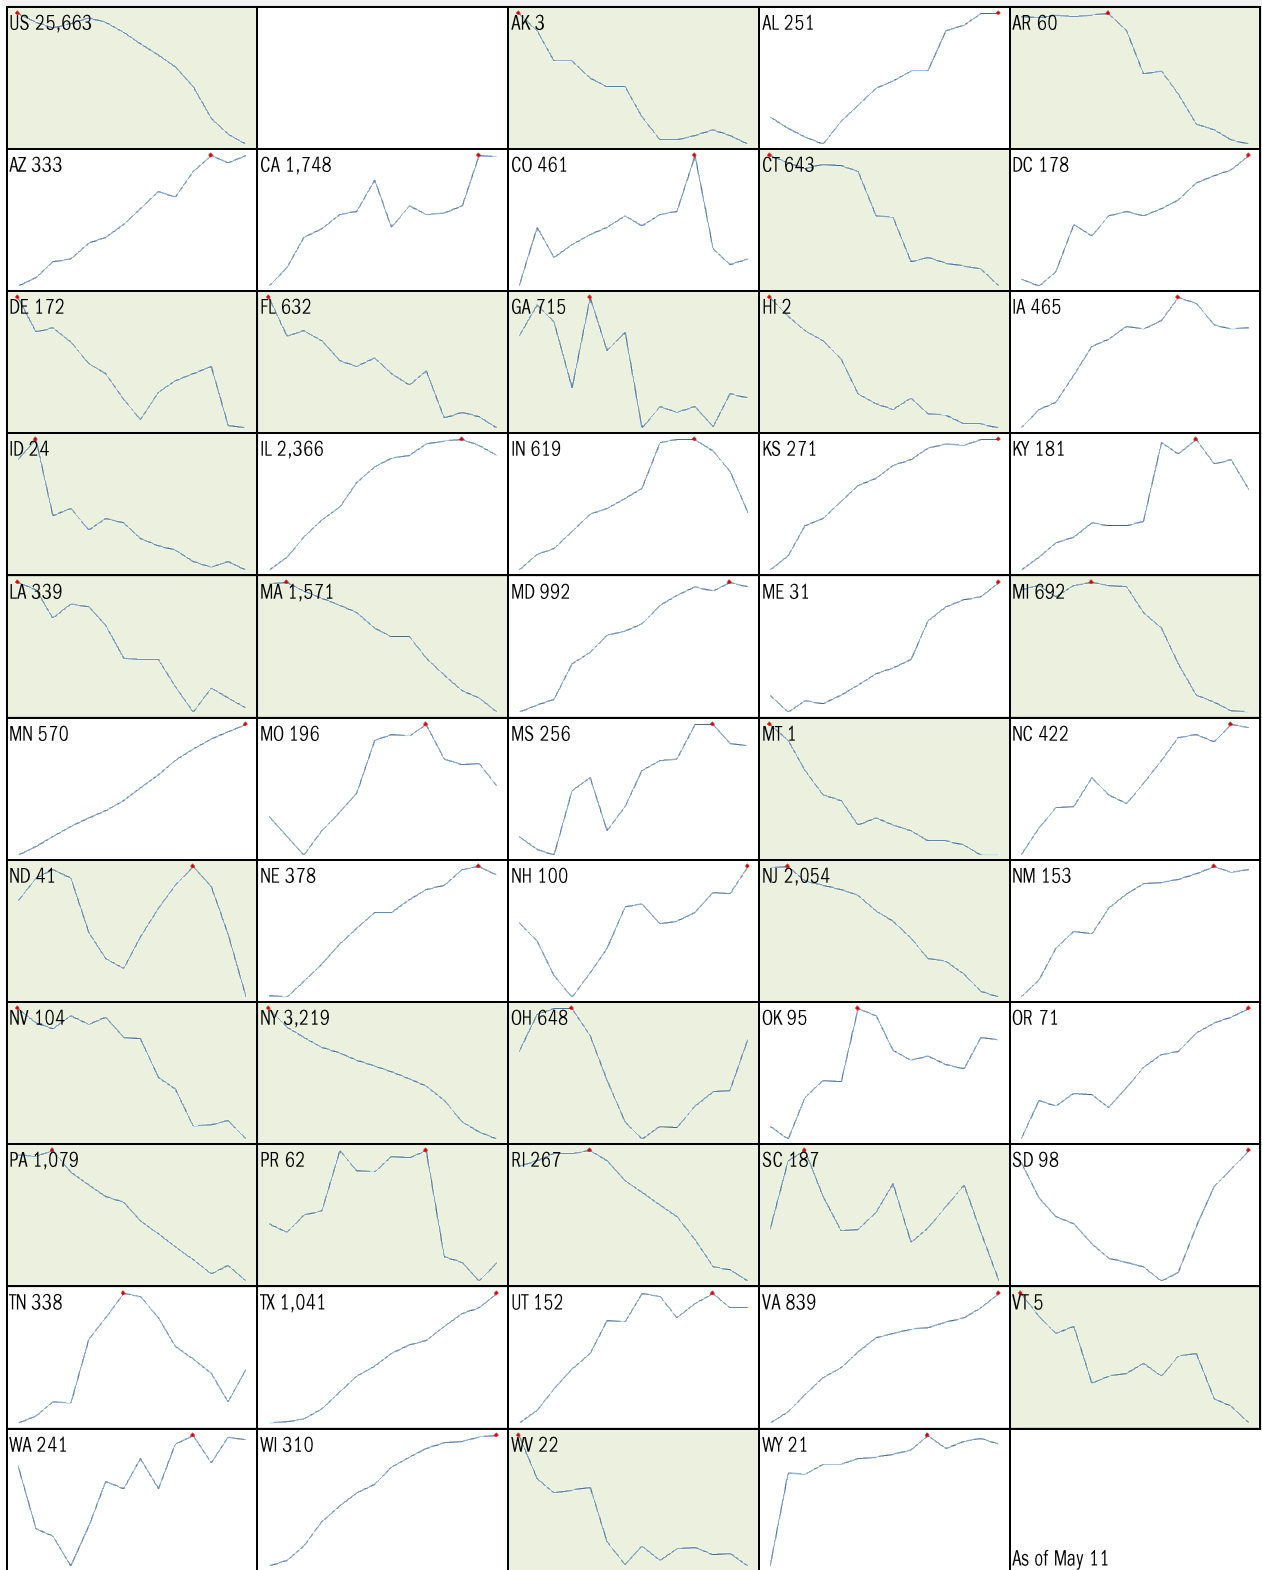 US 25,663
AK 3
AL 251
AR 60
AZ 333
CA 1,748
CO 461
CT 643
DC 178
DE 172
FL 632
GA 715
HI 2
IA 465
ID 24
IL 2,366
IN 619
KS 271
KY 181
LA 339
MA 1,571
MD 992
ME 31
MI 692
MN 570
MO 196
MS 256
MT 1
NC 422
ND 41
NE 378
NH 100
NJ 2,054
NM 153
NV 104
NY 3,219
OH 648
OK 95
OR 71
PA 1,079
PR 62
RI 267
SC 187
SD 98
TN 338
TX 1,041
UT 152
VA 839
VT 5
WA 241
WI 310
WV 22
WY 21
As of May 11